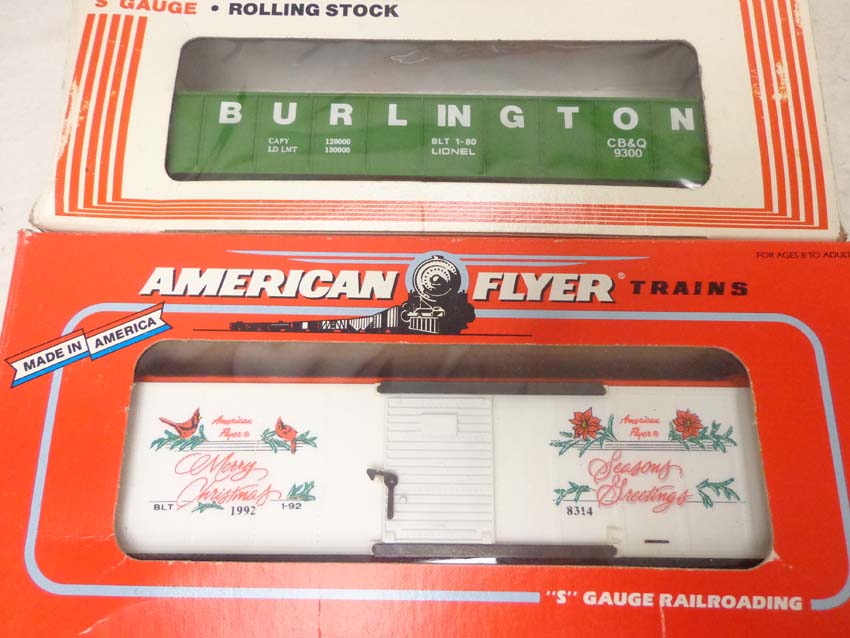 "S" GAUGE • ROLLING STOCK
BURLINGTON
CAPY 120000
LD LMT 130000
BLT 1-80
LIONEL
CB&Q
9300
FOR AGES 8 TO ADULT
AMERICAN FLYER® TRAINS
MADE IN AMERICA
American
Flyer®
Merry
Christmas
BLT 1992 1-92
American
Flyer®
Seasons
Greetings
8314
"S" GAUGE RAILROADING